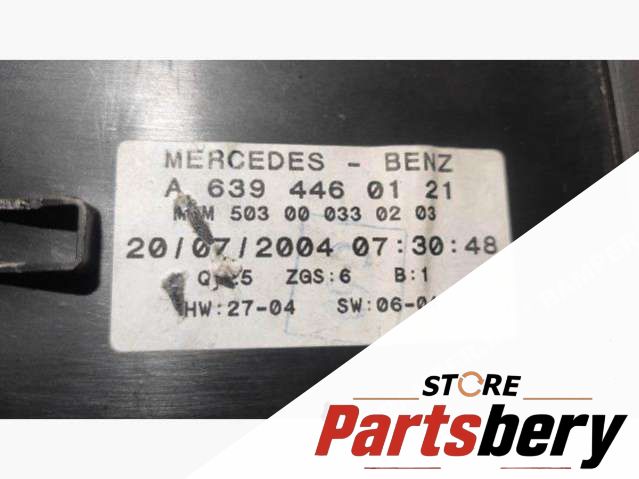 MERCEDES - BENZ
A 639 446 01 21
503 00 033 02 03
20/07/2004 07:30:48
ZGS:6 B:1
HW:27-04
STORE
Partsbery